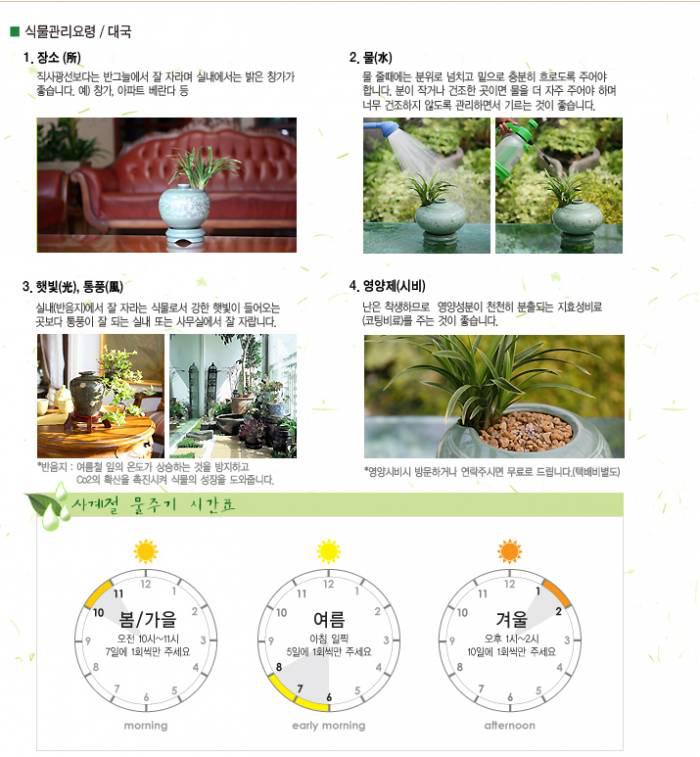 식물관리요령 / 대국
1. 장소 (所)
직사광선보다는 반그늘에서 잘 자라며 실내에서는 밝은 창가가
좋습니다. 예) 창가, 아파트 베란다 등
2. 물(水)
물 줄때에는 분위로 넘치고 밑으로 충분히 흐르도록 주어야
합니다. 분이 작거나 건조한 곳이면 물을 더 자주 주어야 하며
너무 건조하지 않도록 관리하면서 기르는 것이 좋습니다.
3. 햇빛(光), 통풍(風)
실내(반음지)에서 잘 자라는 식물로서 강한 햇빛이 들어오는
곳보다 통풍이 잘 되는 실내 또는 사무실에서 잘 자랍니다.
*반음지 : 여름철 잎의 온도가 상승하는 것을 방지하고
Co2의 확산을 촉진시켜 식물의 성장을 도와줍니다.
4. 영양제(시비)
난은 착생하므로 영양성분이 천천히 분출되는 지효성비료
(코팅비료)를 주는 것이 좋습니다.
*영양시비시 방문하거나 연락주시면 무료로 드립니다.(택배비별도)
사계절 물주기 시간표
12 1 2 3 4 5 6 7 8 9 10 11
봄/가을
오전 10시~11시
7일에 1회씩만 주세요
morning
12 1 2 3 4 5 6 7 8 9 10 11
여름
아침 일찍
5일에 1회씩만 주세요
early morning
12 1 2 3 4 5 6 7 8 9 10 11
겨울
오후 1시~2시
10일에 1회씩만 주세요
afternoon